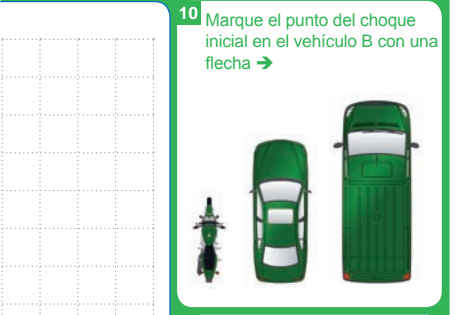 10 Marque el punto del choque
inicial en el vehículo B con una
flecha ➔